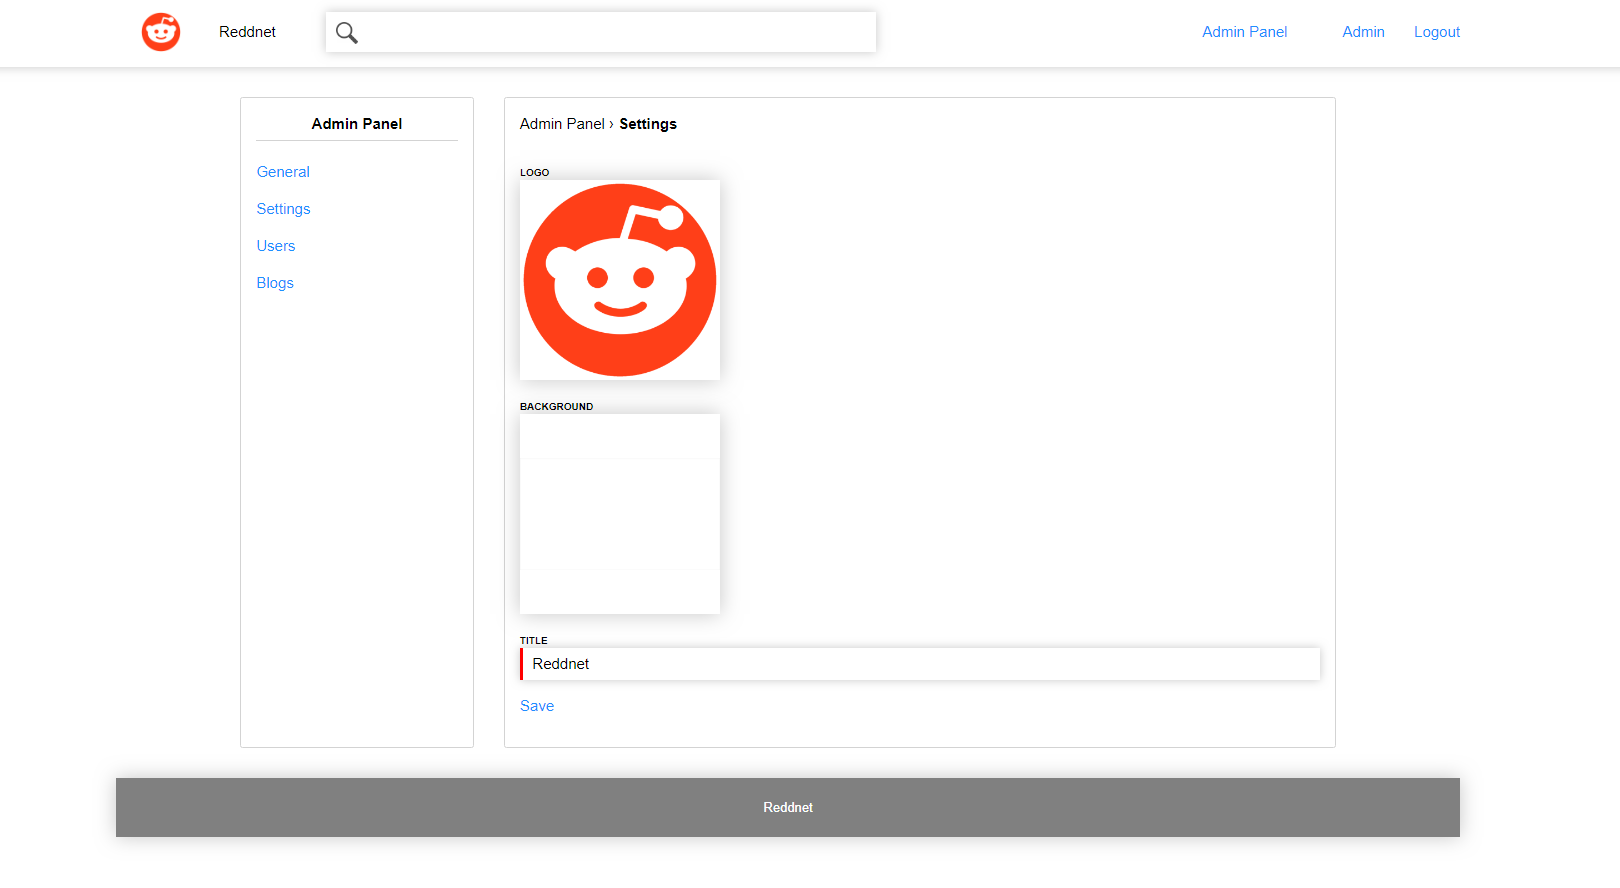 Reddnet
Admin Panel
Admin
Logout
Admin Panel
General
Settings
Users
Blogs
Admin Panel › Settings
LOGO
BACKGROUND
TITLE
Reddnet
Save
Reddnet